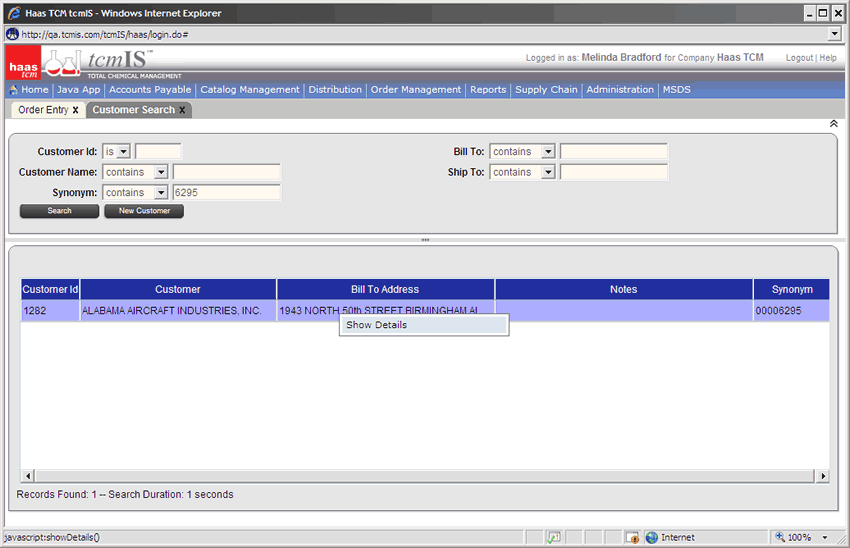 Haas TCM tcmIS - Windows Internet Explorer
http://qa.tcmis.com/tcmIS/haas/login.do#
haas tcm
tcmIS™
TOTAL CHEMICAL MANAGEMENT
Logged in as: Melinda Bradford for Company Haas TCM Logout | Help
Home Java App Accounts Payable Catalog Management Distribution Order Management Reports Supply Chain Administration MSDS
Order Entry x Customer Search x
Customer Id: is Bill To: contains
Customer Name: contains Ship To: contains
Synonym: contains 6295
Search New Customer
Customer Id Customer Bill To Address Notes Synonym
1282 ALABAMA AIRCRAFT INDUSTRIES, INC. 1943 NORTH 50th STREET BIRMINGHAM AL 00006295
Show Details
Records Found: 1 -- Search Duration: 1 seconds
javascript:showDetails() Internet 100%